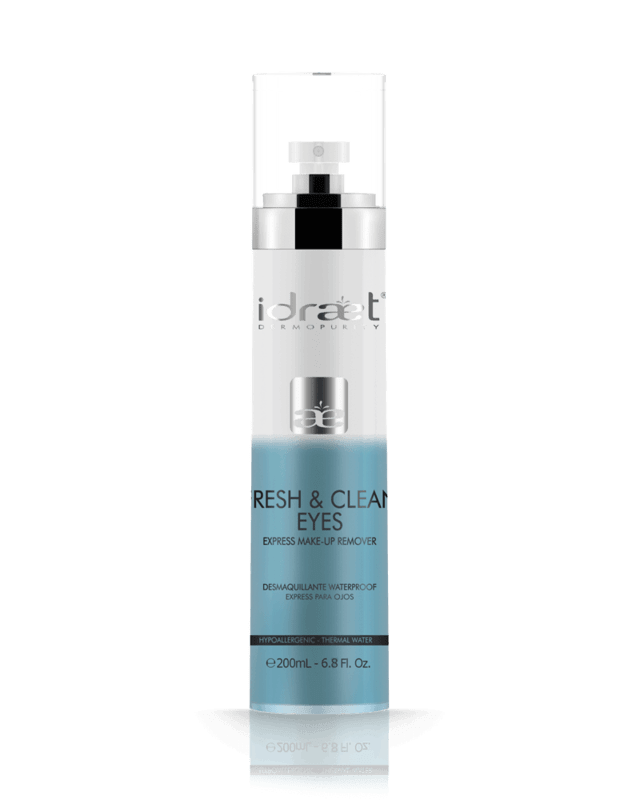 idraet®
DERMOPURITY
æ
FRESH & CLEAN
EYES
EXPRESS MAKE-UP REMOVER
DESMAQUILLANTE WATERPROOF
EXPRESS PARA OJOS
HYPOALLERGENIC - THERMAL WATER
℮200mL - 6.8 Fl. Oz.